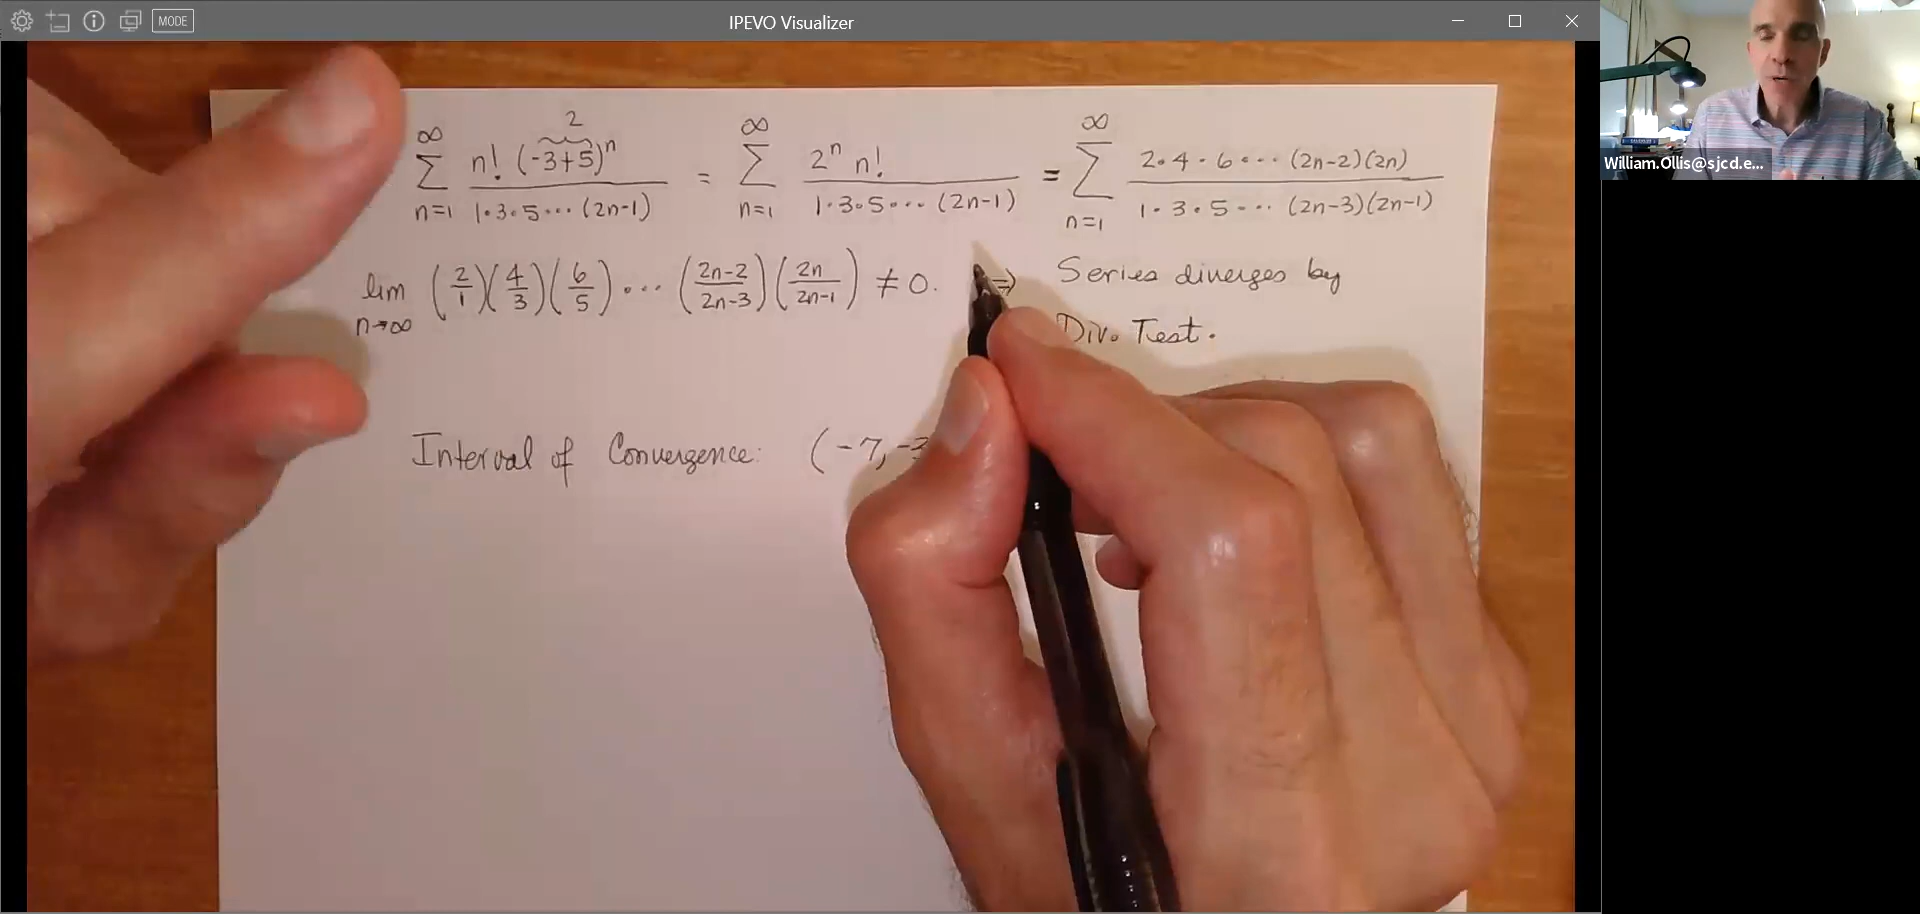 MODE
IPEVO Visualizer
William.Ollis@sjcd.e...
∞ ∑ n=1 n! (-3+5)^n / 1·3·5···(2n-1) = ∞ ∑ n=1 2^n n! / 1·3·5···(2n-1) = ∞ ∑ n=1 2·4·6···(2n-2)(2n) / 1·3·5···(2n-3)(2n-1)
2
lim n→∞ (2/1)(4/3)(6/5)···((2n-2)/(2n-3))((2n)/(2n-1)) ≠ 0. ⇒ Series diverges by
Div. Test.
Interval of Convergence: (-7, -3